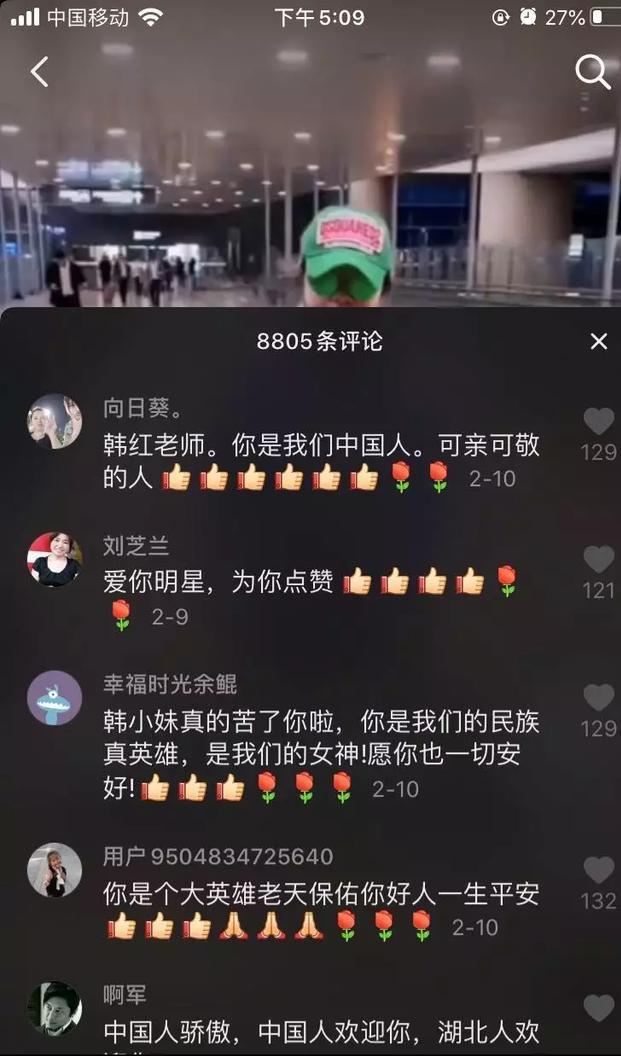 中国移动
下午5:09
27%
DSQUARED2
8805条评论
向日葵。
韩红老师。你是我们中国人。可亲可敬
的人👍👍👍👍👍👍🌹🌹 2-10
129
刘芝兰
爱你明星，为你点赞👍👍👍👍🌹
🌹 2-9
121
幸福时光余鲲
韩小妹真的苦了你啦，你是我们的民族
真英雄，是我们的女神!愿你也一切安
好!👍👍👍🌹🌹🌹 2-10
129
用户9504834725640
你是个大英雄老天保佑你好人一生平安
👍👍👍🙏🙏🙏🌹🌹🌹 2-10
132
啊军
中国人骄傲，中国人欢迎你，湖北人欢